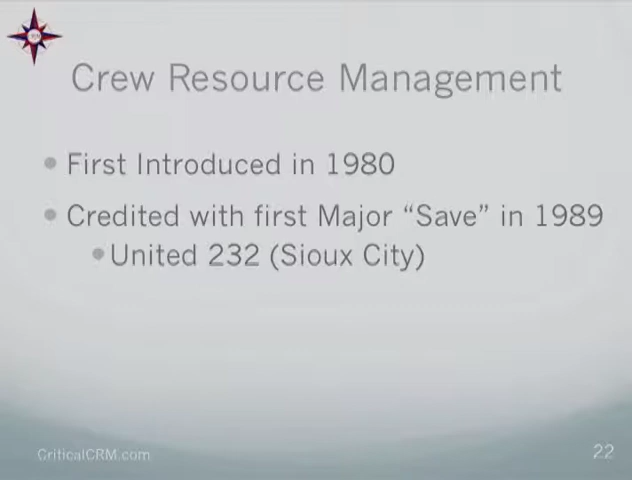 Crew Resource Management
First Introduced in 1980
Credited with first Major “Save” in 1989
United 232 (Sioux City)
CriticalCRM.com
22